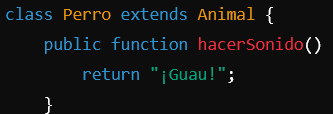 class Perro extends Animal {
    public function hacerSonido()
        return "¡Guau!";
    }